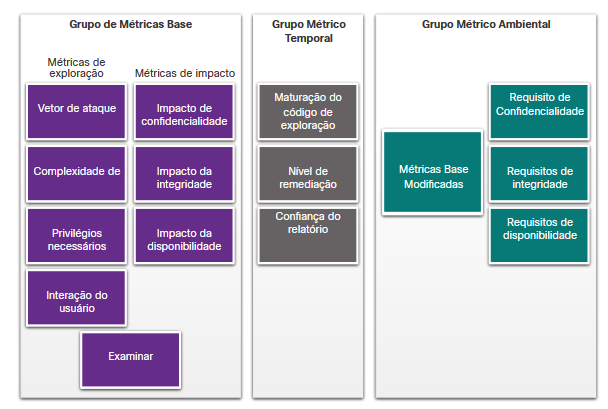 Grupo de Métricas Base
Métricas de
exploração
Métricas de impacto
Vetor de ataque
Impacto de
confidencialidade
Complexidade de
Impacto da
integridade
Privilégios
necessários
Impacto da
disponibilidade
Interação do
usuário
Examinar
Grupo Métrico
Temporal
Maturação do
código de
exploração
Nível de
remediação
Confiança do
relatório
Grupo Métrico Ambiental
Métricas Base
Modificadas
Requisito de
Confidencialidade
Requisitos de
integridade
Requisitos de
disponibilidade